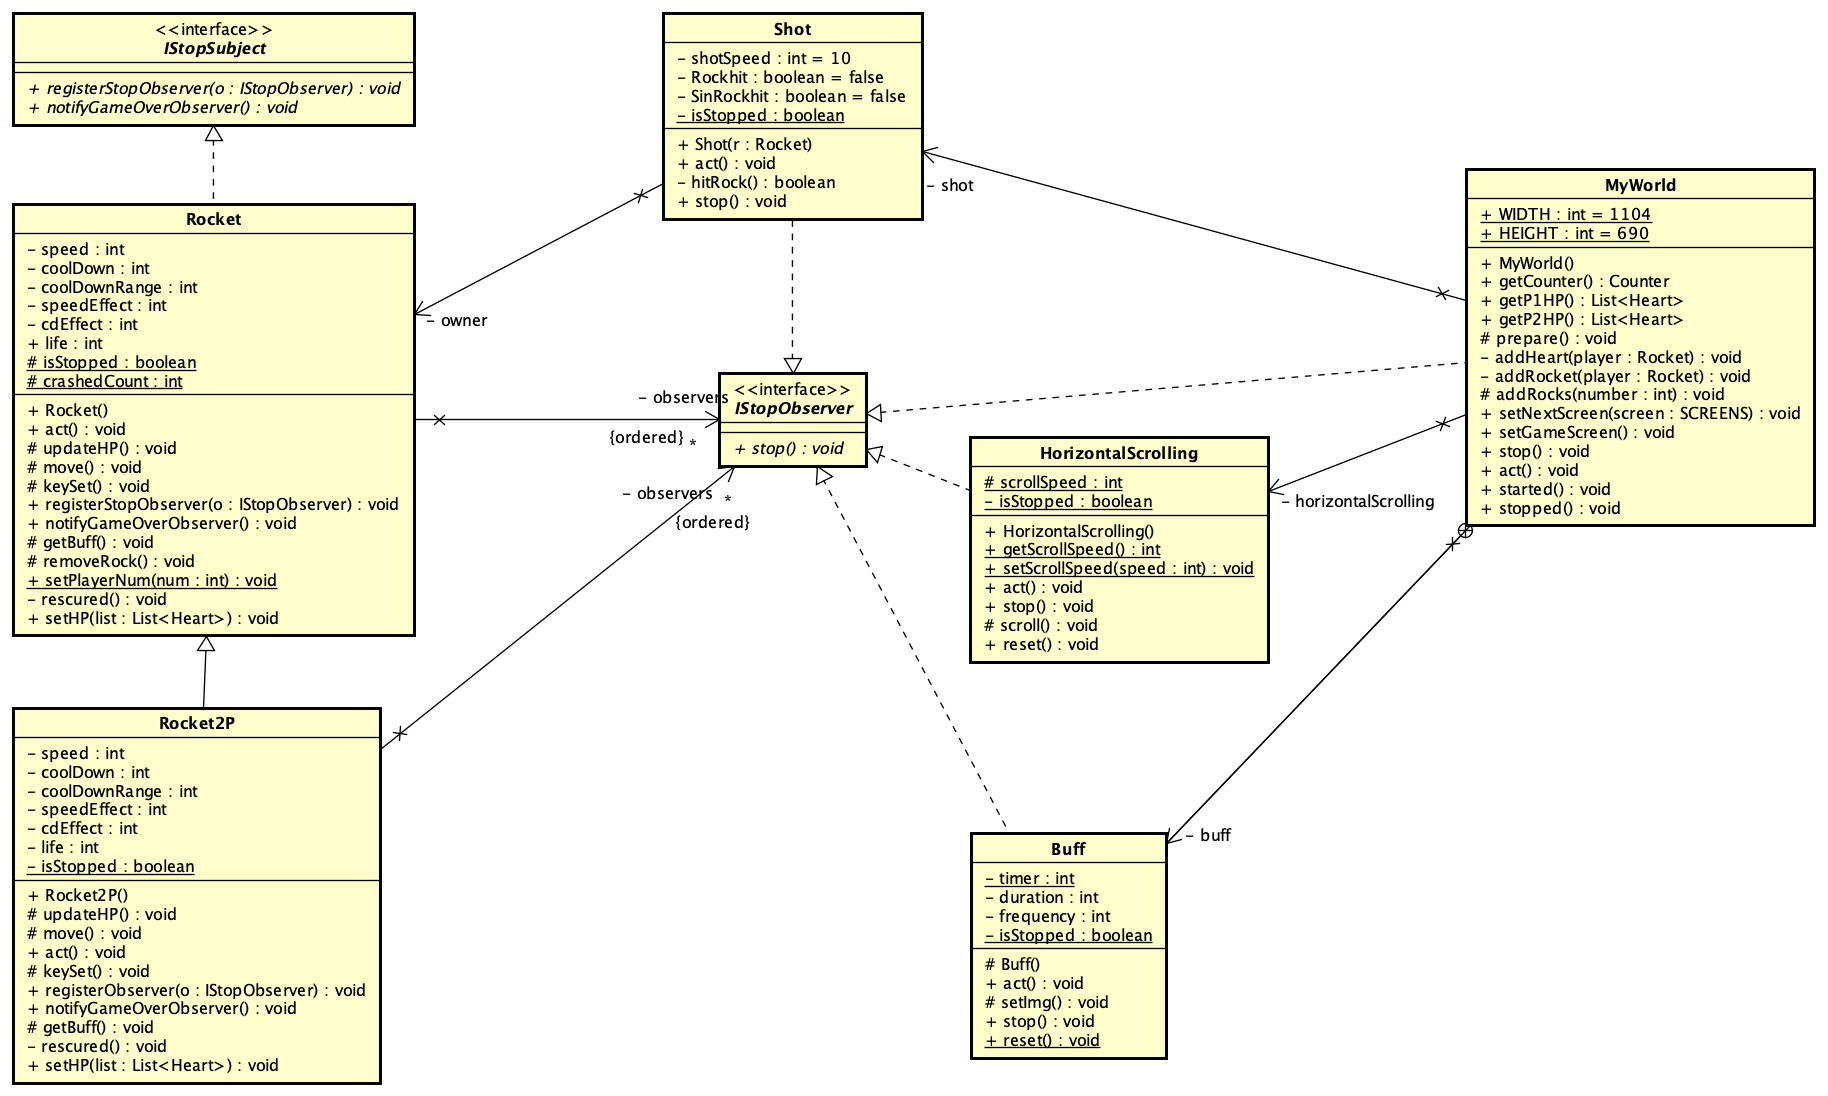 <<interface>>
IStopSubject
+ registerStopObserver(o : IStopObserver) : void
+ notifyGameOverObserver() : void
Rocket
- speed : int
- coolDown : int
- coolDownRange : int
- speedEffect : int
- cdEffect : int
+ life : int
# isStopped : boolean
# crashedCount : int
+ Rocket()
+ act() : void
# updateHP() : void
# move() : void
# keySet() : void
+ registerStopObserver(o : IStopObserver) : void
+ notifyGameOverObserver() : void
# getBuff() : void
# removeRock() : void
+ setPlayerNum(num : int) : void
- rescured() : void
+ setHP(list : List<Heart>) : void
Rocket2P
- speed : int
- coolDown : int
- coolDownRange : int
- speedEffect : int
- cdEffect : int
- life : int
- isStopped : boolean
+ Rocket2P()
# updateHP() : void
# move() : void
+ act() : void
# keySet() : void
+ registerObserver(o : IStopObserver) : void
+ notifyGameOverObserver() : void
# getBuff() : void
- rescured() : void
+ setHP(list : List<Heart>) : void
Shot
- shotSpeed : int = 10
- Rockhit : boolean = false
- SinRockhit : boolean = false
- isStopped : boolean
+ Shot(r : Rocket)
+ act() : void
- hitRock() : boolean
+ stop() : void
- owner
- shot
- observers
{ordered} *
<<interface>>
IStopObserver
+ stop() : void
- observers *
{ordered}
HorizontalScrolling
# scrollSpeed : int
- isStopped : boolean
+ HorizontalScrolling()
+ getScrollSpeed() : int
+ setScrollSpeed(speed : int) : void
+ act() : void
+ stop() : void
# scroll() : void
+ reset() : void
- horizontalScrolling
Buff
- timer : int
- duration : int
- frequency : int
- isStopped : boolean
# Buff()
+ act() : void
# setImg() : void
+ stop() : void
+ reset() : void
- buff
MyWorld
+ WIDTH : int = 1104
+ HEIGHT : int = 690
+ MyWorld()
+ getCounter() : Counter
+ getP1HP() : List<Heart>
+ getP2HP() : List<Heart>
# prepare() : void
- addHeart(player : Rocket) : void
- addRocket(player : Rocket) : void
# addRocks(number : int) : void
+ setNextScreen(screen : SCREENS) : void
+ setGameScreen() : void
+ stop() : void
+ act() : void
+ started() : void
+ stopped() : void